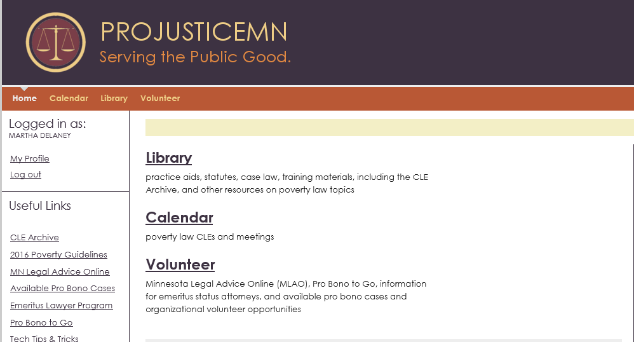 PROJUSTICEMN
Serving the Public Good.
Home Calendar Library Volunteer
Logged in as:
MARTHA DELANEY
My Profile
Log out
Useful Links
CLE Archive
2016 Poverty Guidelines
MN Legal Advice Online
Available Pro Bono Cases
Emeritus Lawyer Program
Pro Bono to Go
Tech Tips & Tricks
Library
practice aids, statutes, case law, training materials, including the CLE
Archive, and other resources on poverty law topics
Calendar
poverty law CLEs and meetings
Volunteer
Minnesota Legal Advice Online (MLAO), Pro Bono to Go, information
for emeritus status attorneys, and available pro bono cases and
organizational volunteer opportunities